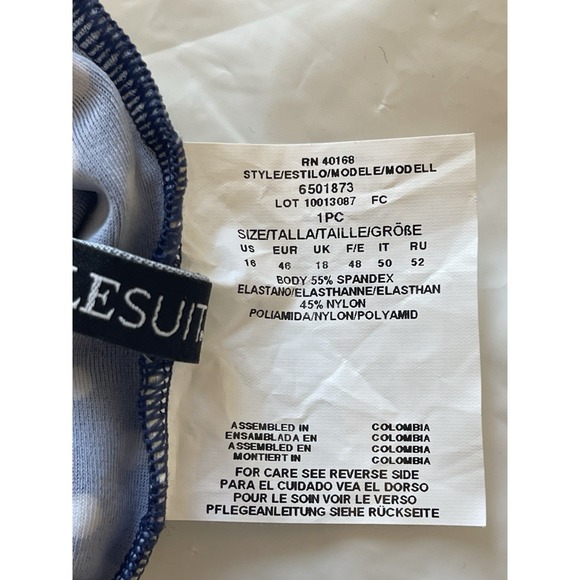 RN 40168
STYLE/ESTILO/MODELE/MODELL
6501873
LOT 10013087 FC
1PC
SIZE/TALLA/TAILLE/GRÖßE
US EUR UK F/E IT RU
16 46 18 48 50 52
BODY 55% SPANDEX
ELASTANO/ELASTHANNE/ELASTHAN
45% NYLON
POLIAMIDA/NYLON/POLYAMID
LESUIT
ASSEMBLED IN COLOMBIA
ENSAMBLADA EN COLOMBIA
ASSEMBLED EN COLOMBIA
MONTIERT IN COLOMBIA
FOR CARE SEE REVERSE SIDE
PARA EL CUIDADO VEA EL DORSO
POUR LE SOIN VOIR LE VERSO
PFLEGEANLEITUNG SIEHE RÜCKSEITE